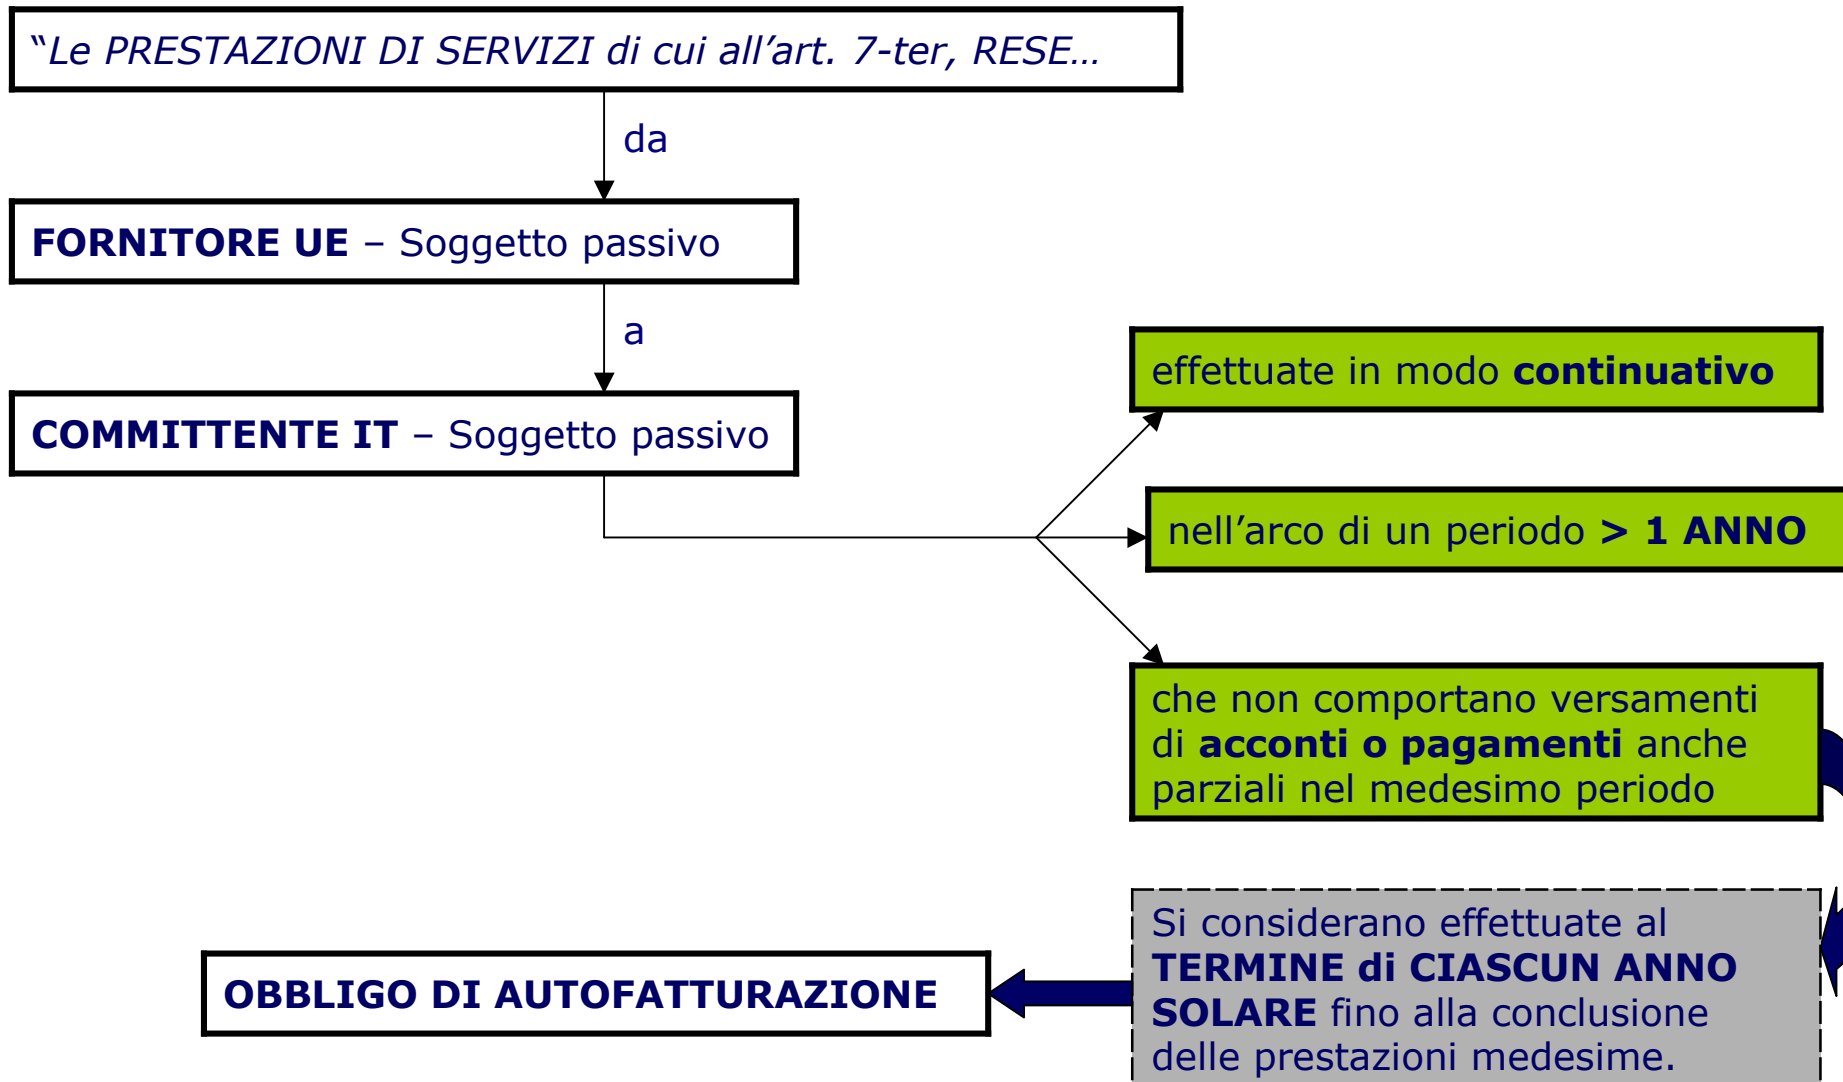 “Le PRESTAZIONI DI SERVIZI di cui all’art. 7-ter, RESE…
da
FORNITORE UE – Soggetto passivo
a
COMMITTENTE IT – Soggetto passivo
effettuate in modo continuativo
nell’arco di un periodo > 1 ANNO
che non comportano versamenti
di acconti o pagamenti anche
parziali nel medesimo periodo
Si considerano effettuate al
TERMINE di CIASCUN ANNO
SOLARE fino alla conclusione
delle prestazioni medesime.
OBBLIGO DI AUTOFATTURAZIONE